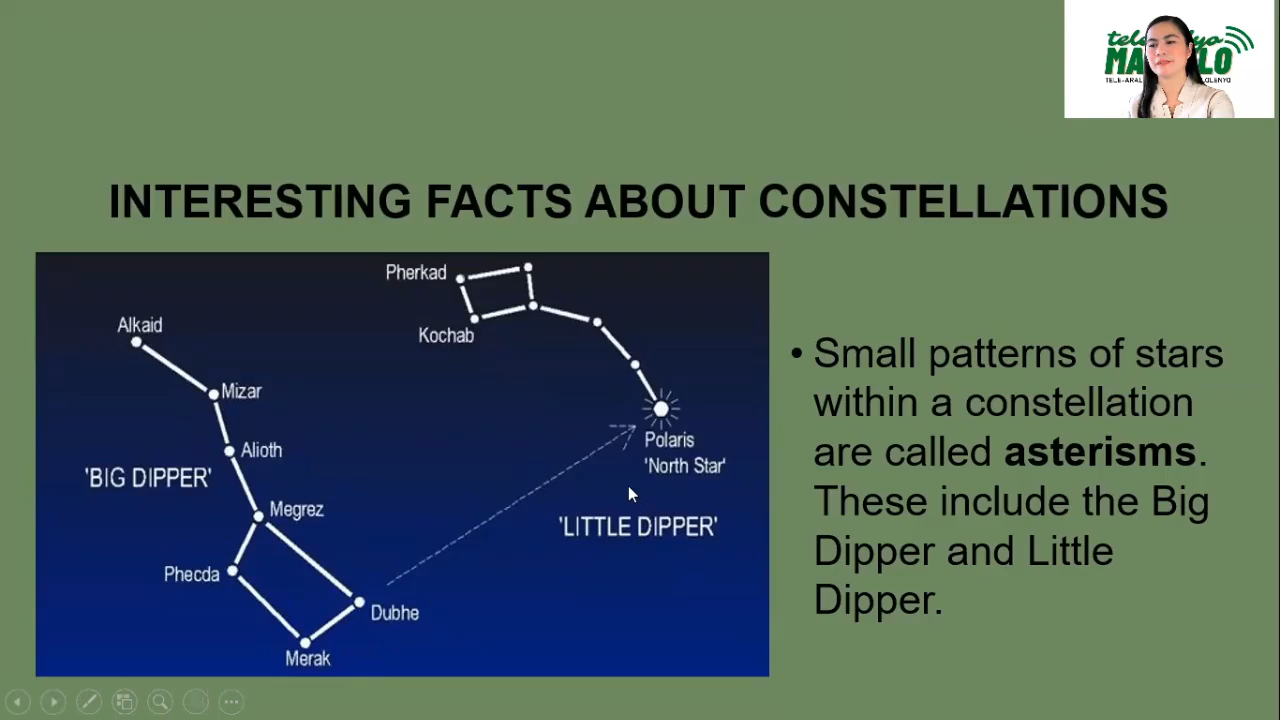 INTERESTING FACTS ABOUT CONSTELLATIONS
Pherkad
Kochab
Alkaid
Mizar
Alioth
'BIG DIPPER'
Megrez
Phecda
Dubhe
Merak
Polaris
'North Star'
'LITTLE DIPPER'
• Small patterns of stars
within a constellation
are called asterisms.
These include the Big
Dipper and Little
Dipper.